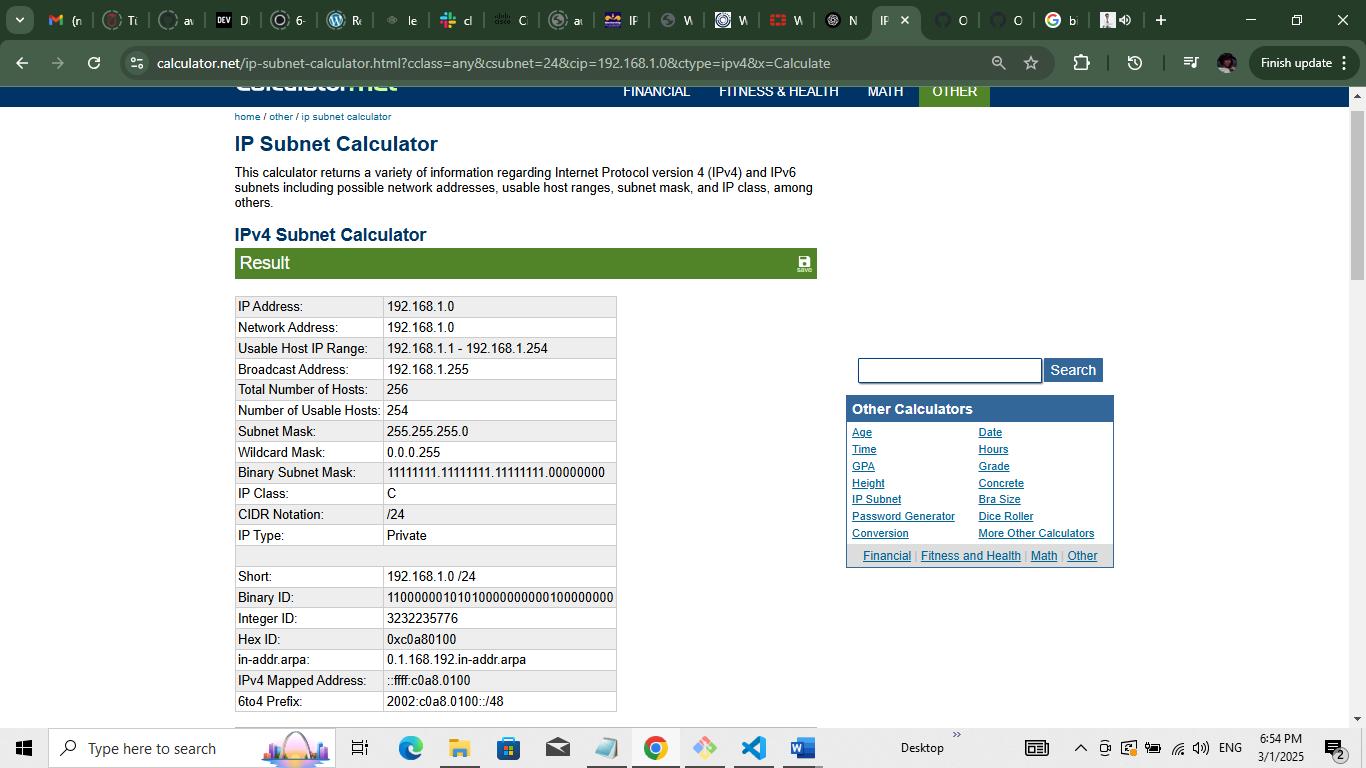 calculator.net/ip-subnet-calculator.html?cclass=any&csubnet=24&cip=192.168.1.0&ctype=ipv4&x=Calculate
Finish update
FINANCIAL FITNESS & HEALTH MATH OTHER
home / other / ip subnet calculator
IP Subnet Calculator
This calculator returns a variety of information regarding Internet Protocol version 4 (IPv4) and IPv6
subnets including possible network addresses, usable host ranges, subnet mask, and IP class, among
others.
IPv4 Subnet Calculator
Result
save
IP Address: 192.168.1.0
Network Address: 192.168.1.0
Usable Host IP Range: 192.168.1.1 - 192.168.1.254
Broadcast Address: 192.168.1.255
Total Number of Hosts: 256
Number of Usable Hosts: 254
Subnet Mask: 255.255.255.0
Wildcard Mask: 0.0.0.255
Binary Subnet Mask: 11111111.11111111.11111111.00000000
IP Class: C
CIDR Notation: /24
IP Type: Private
Short: 192.168.1.0 /24
Binary ID: 11000000101010000000000100000000
Integer ID: 3232235776
Hex ID: 0xc0a80100
in-addr.arpa: 0.1.168.192.in-addr.arpa
IPv4 Mapped Address: ::ffff:c0a8.0100
6to4 Prefix: 2002:c0a8.0100::/48
Search
Other Calculators
Age Date
Time Hours
GPA Grade
Height Concrete
IP Subnet Bra Size
Password Generator Dice Roller
Conversion More Other Calculators
Financial | Fitness and Health | Math | Other
Type here to search
Desktop
ENG
6:54 PM
3/1/2025
2